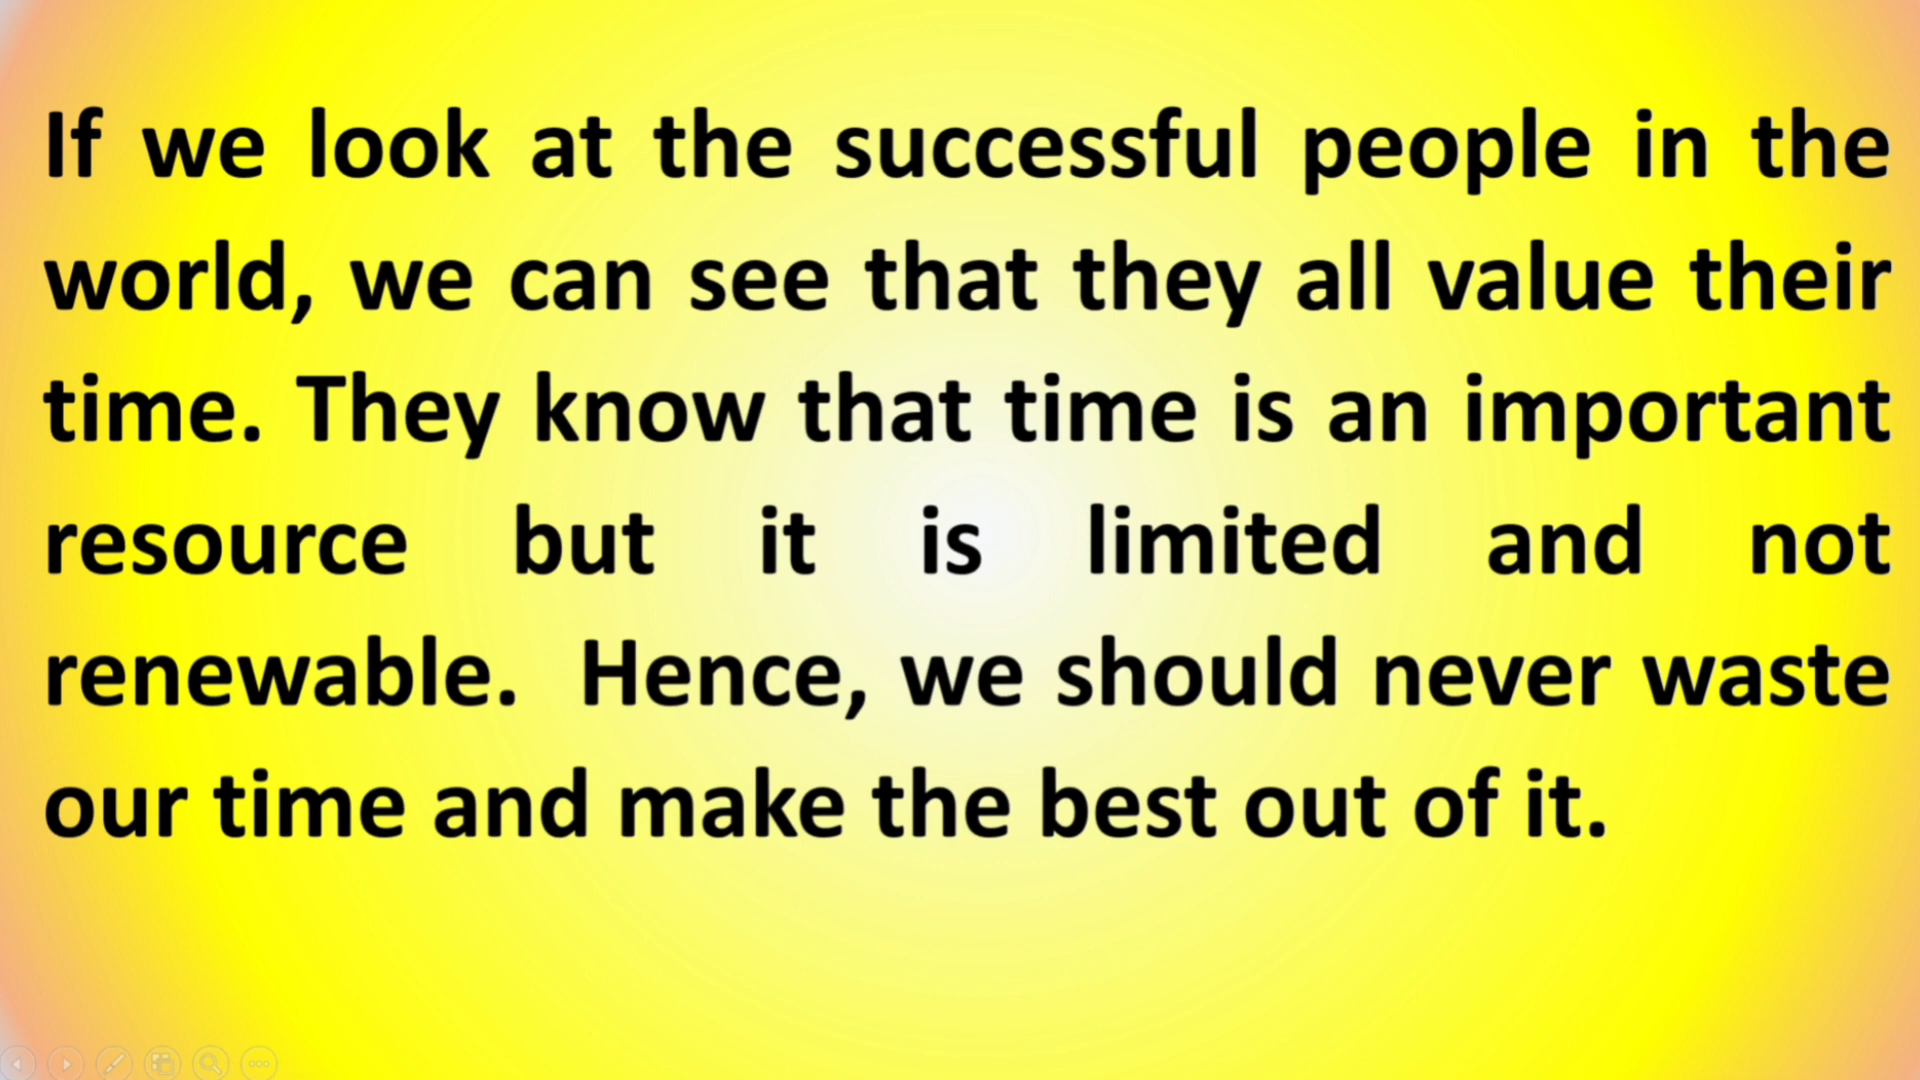 If we look at the successful people in the
world, we can see that they all value their
time. They know that time is an important
resource but it is limited and not
renewable.  Hence, we should never waste
our time and make the best out of it.